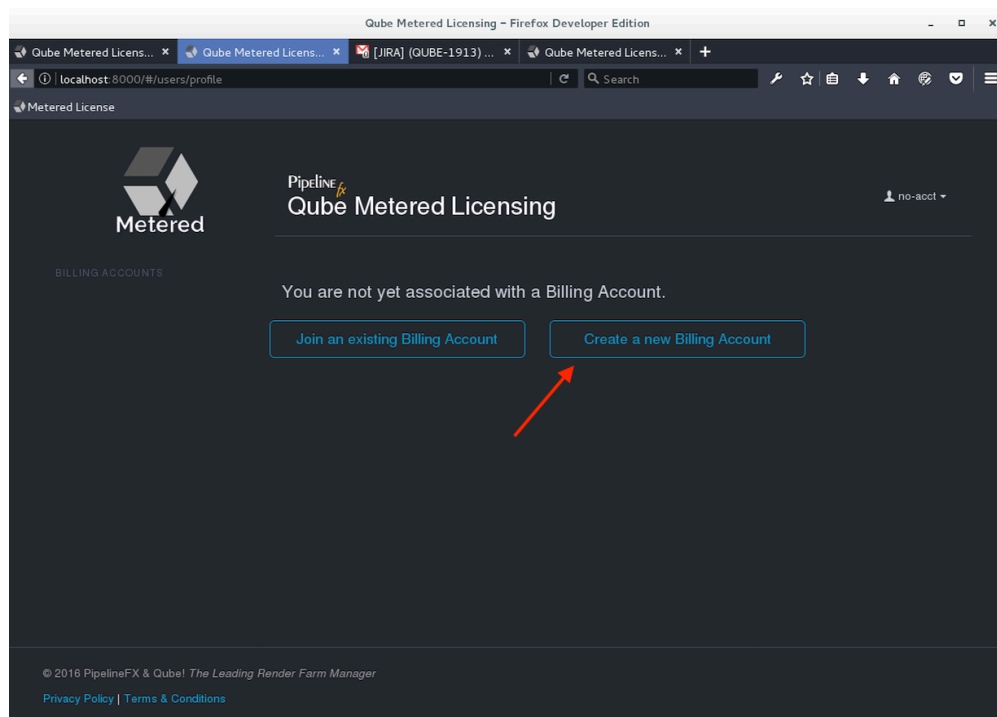 Qube Metered Licensing – Firefox Developer Edition
Qube Metered Licens... × Qube Metered Licens... × [JIRA] (QUBE-1913) ... × Qube Metered Licens... × +
localhost:8000/#/users/profile Search
Metered License
Metered
PipelineFX
Qube Metered Licensing
no-acct
BILLING ACCOUNTS
You are not yet associated with a Billing Account.
Join an existing Billing Account Create a new Billing Account
© 2016 PipelineFX & Qube! The Leading Render Farm Manager
Privacy Policy | Terms & Conditions